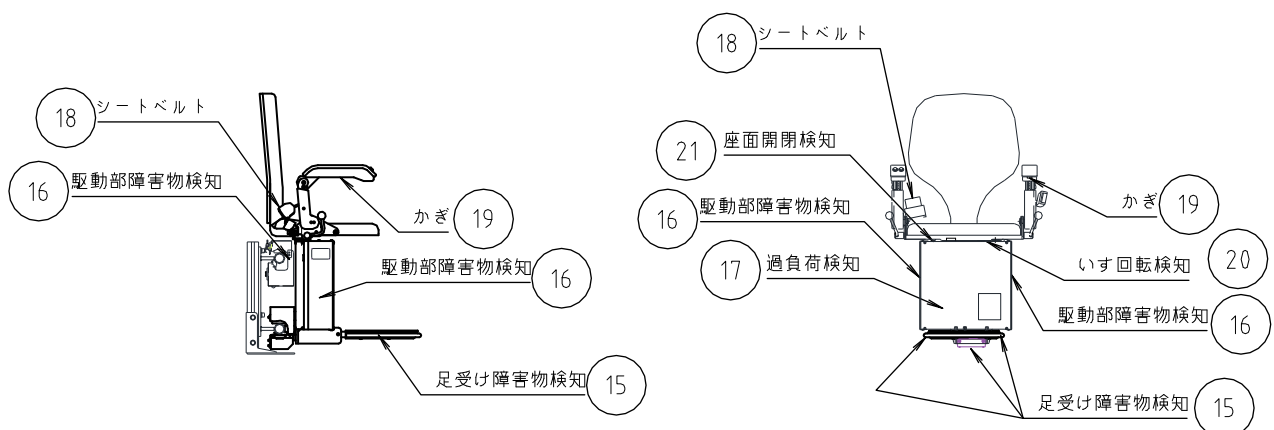 18 シートベルト
16 駆動部障害物検知
かぎ 19
駆動部障害物検知 16
足受け障害物検知 15
18 シートベルト
21 座面開閉検知
16 駆動部障害物検知
かぎ 19
17 過負荷検知
いす回転検知 20
駆動部障害物検知 16
足受け障害物検知 15